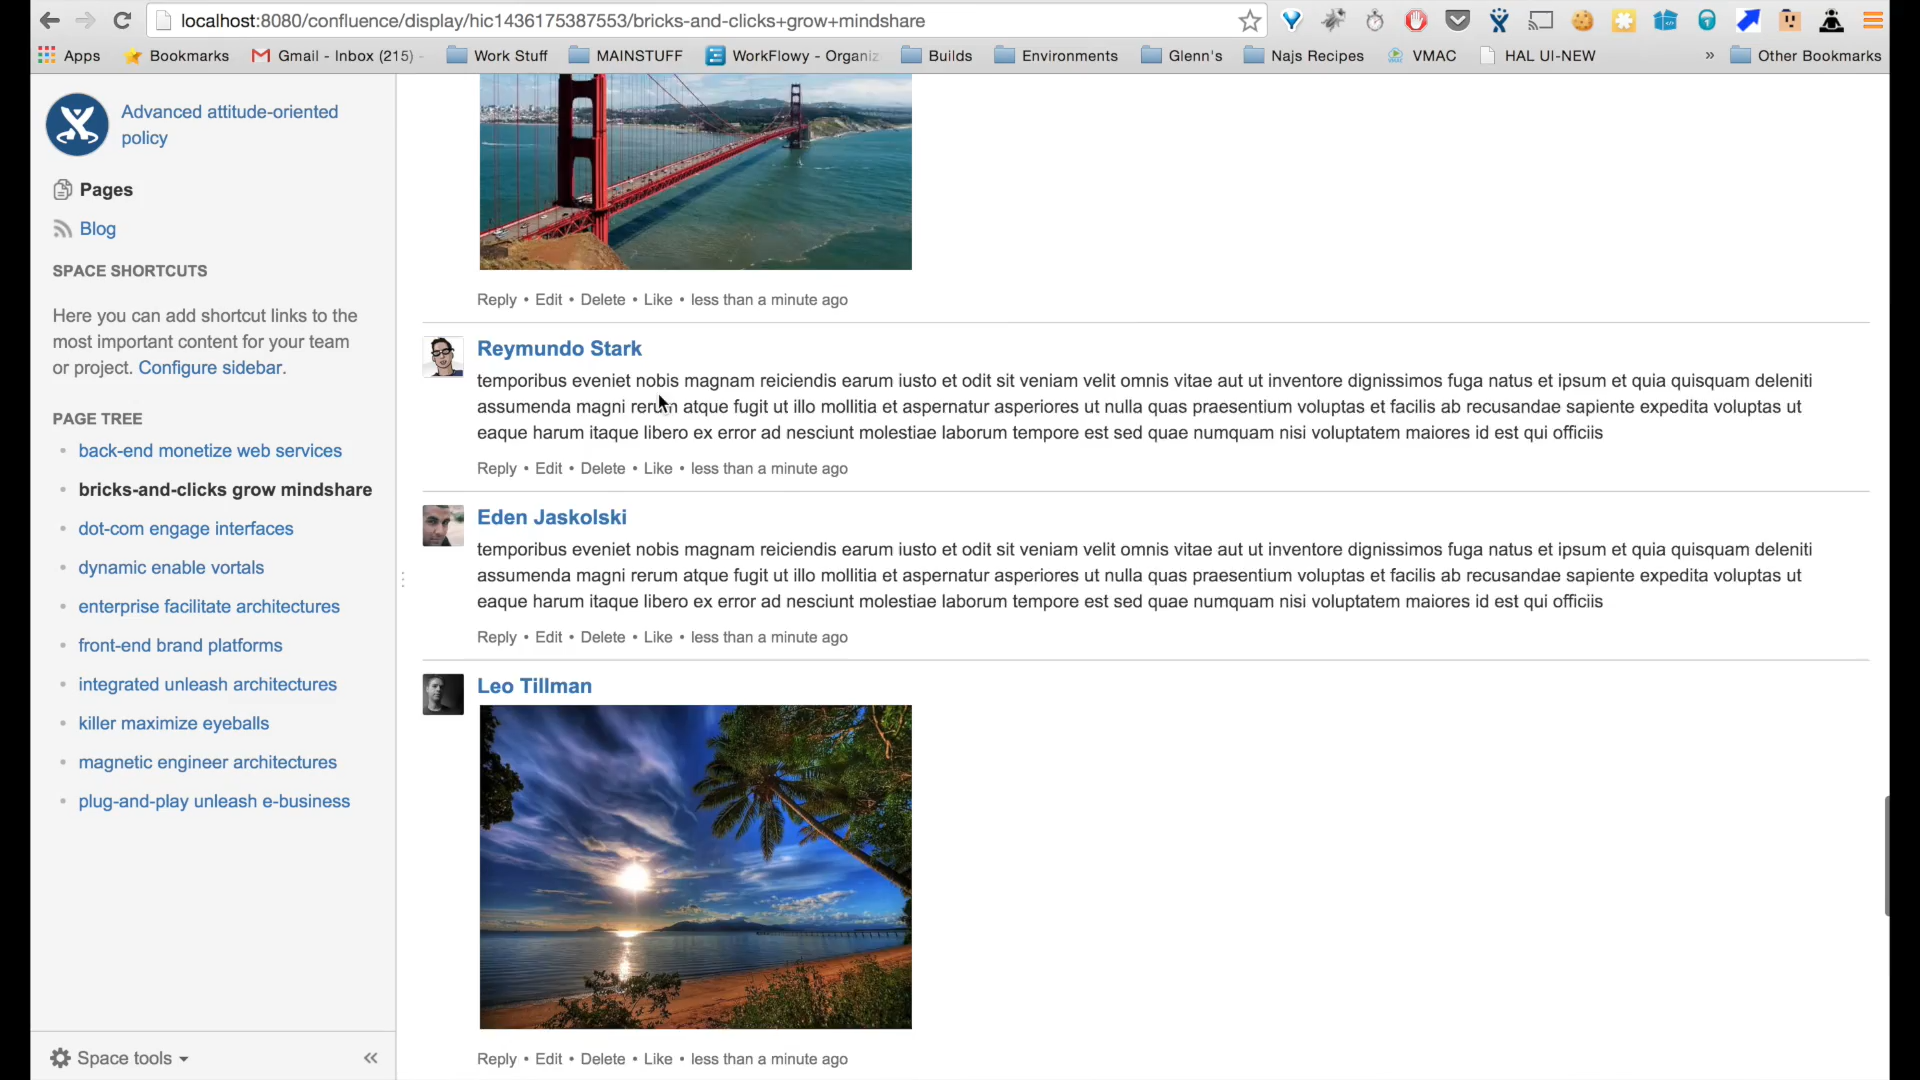 localhost:8080/confluence/display/hic1436175387553/bricks-and-clicks+grow+mindshare
Apps Bookmarks Gmail - Inbox (215) - Work Stuff MAINSTUFF WorkFlowy - Organiz Builds Environments Glenn's Najs Recipes VMAC HAL UI-NEW » Other Bookmarks
Advanced attitude-oriented
policy
Pages
Blog
SPACE SHORTCUTS
Here you can add shortcut links to the
most important content for your team
or project. Configure sidebar.
PAGE TREE
• back-end monetize web services
• bricks-and-clicks grow mindshare
• dot-com engage interfaces
• dynamic enable vortals
• enterprise facilitate architectures
• front-end brand platforms
• integrated unleash architectures
• killer maximize eyeballs
• magnetic engineer architectures
• plug-and-play unleash e-business
Space tools
Reply • Edit • Delete • Like • less than a minute ago
Reymundo Stark
temporibus eveniet nobis magnam reiciendis earum iusto et odit sit veniam velit omnis vitae aut ut inventore dignissimos fuga natus et ipsum et quia quisquam deleniti
assumenda magni rerum atque fugit ut illo mollitia et aspernatur asperiores ut nulla quas praesentium voluptas et facilis ab recusandae sapiente expedita voluptas ut
eaque harum itaque libero ex error ad nesciunt molestiae laborum tempore est sed quae numquam nisi voluptatem maiores id est qui officiis
Reply • Edit • Delete • Like • less than a minute ago
Eden Jaskolski
temporibus eveniet nobis magnam reiciendis earum iusto et odit sit veniam velit omnis vitae aut ut inventore dignissimos fuga natus et ipsum et quia quisquam deleniti
assumenda magni rerum atque fugit ut illo mollitia et aspernatur asperiores ut nulla quas praesentium voluptas et facilis ab recusandae sapiente expedita voluptas ut
eaque harum itaque libero ex error ad nesciunt molestiae laborum tempore est sed quae numquam nisi voluptatem maiores id est qui officiis
Reply • Edit • Delete • Like • less than a minute ago
Leo Tillman
Reply • Edit • Delete • Like • less than a minute ago